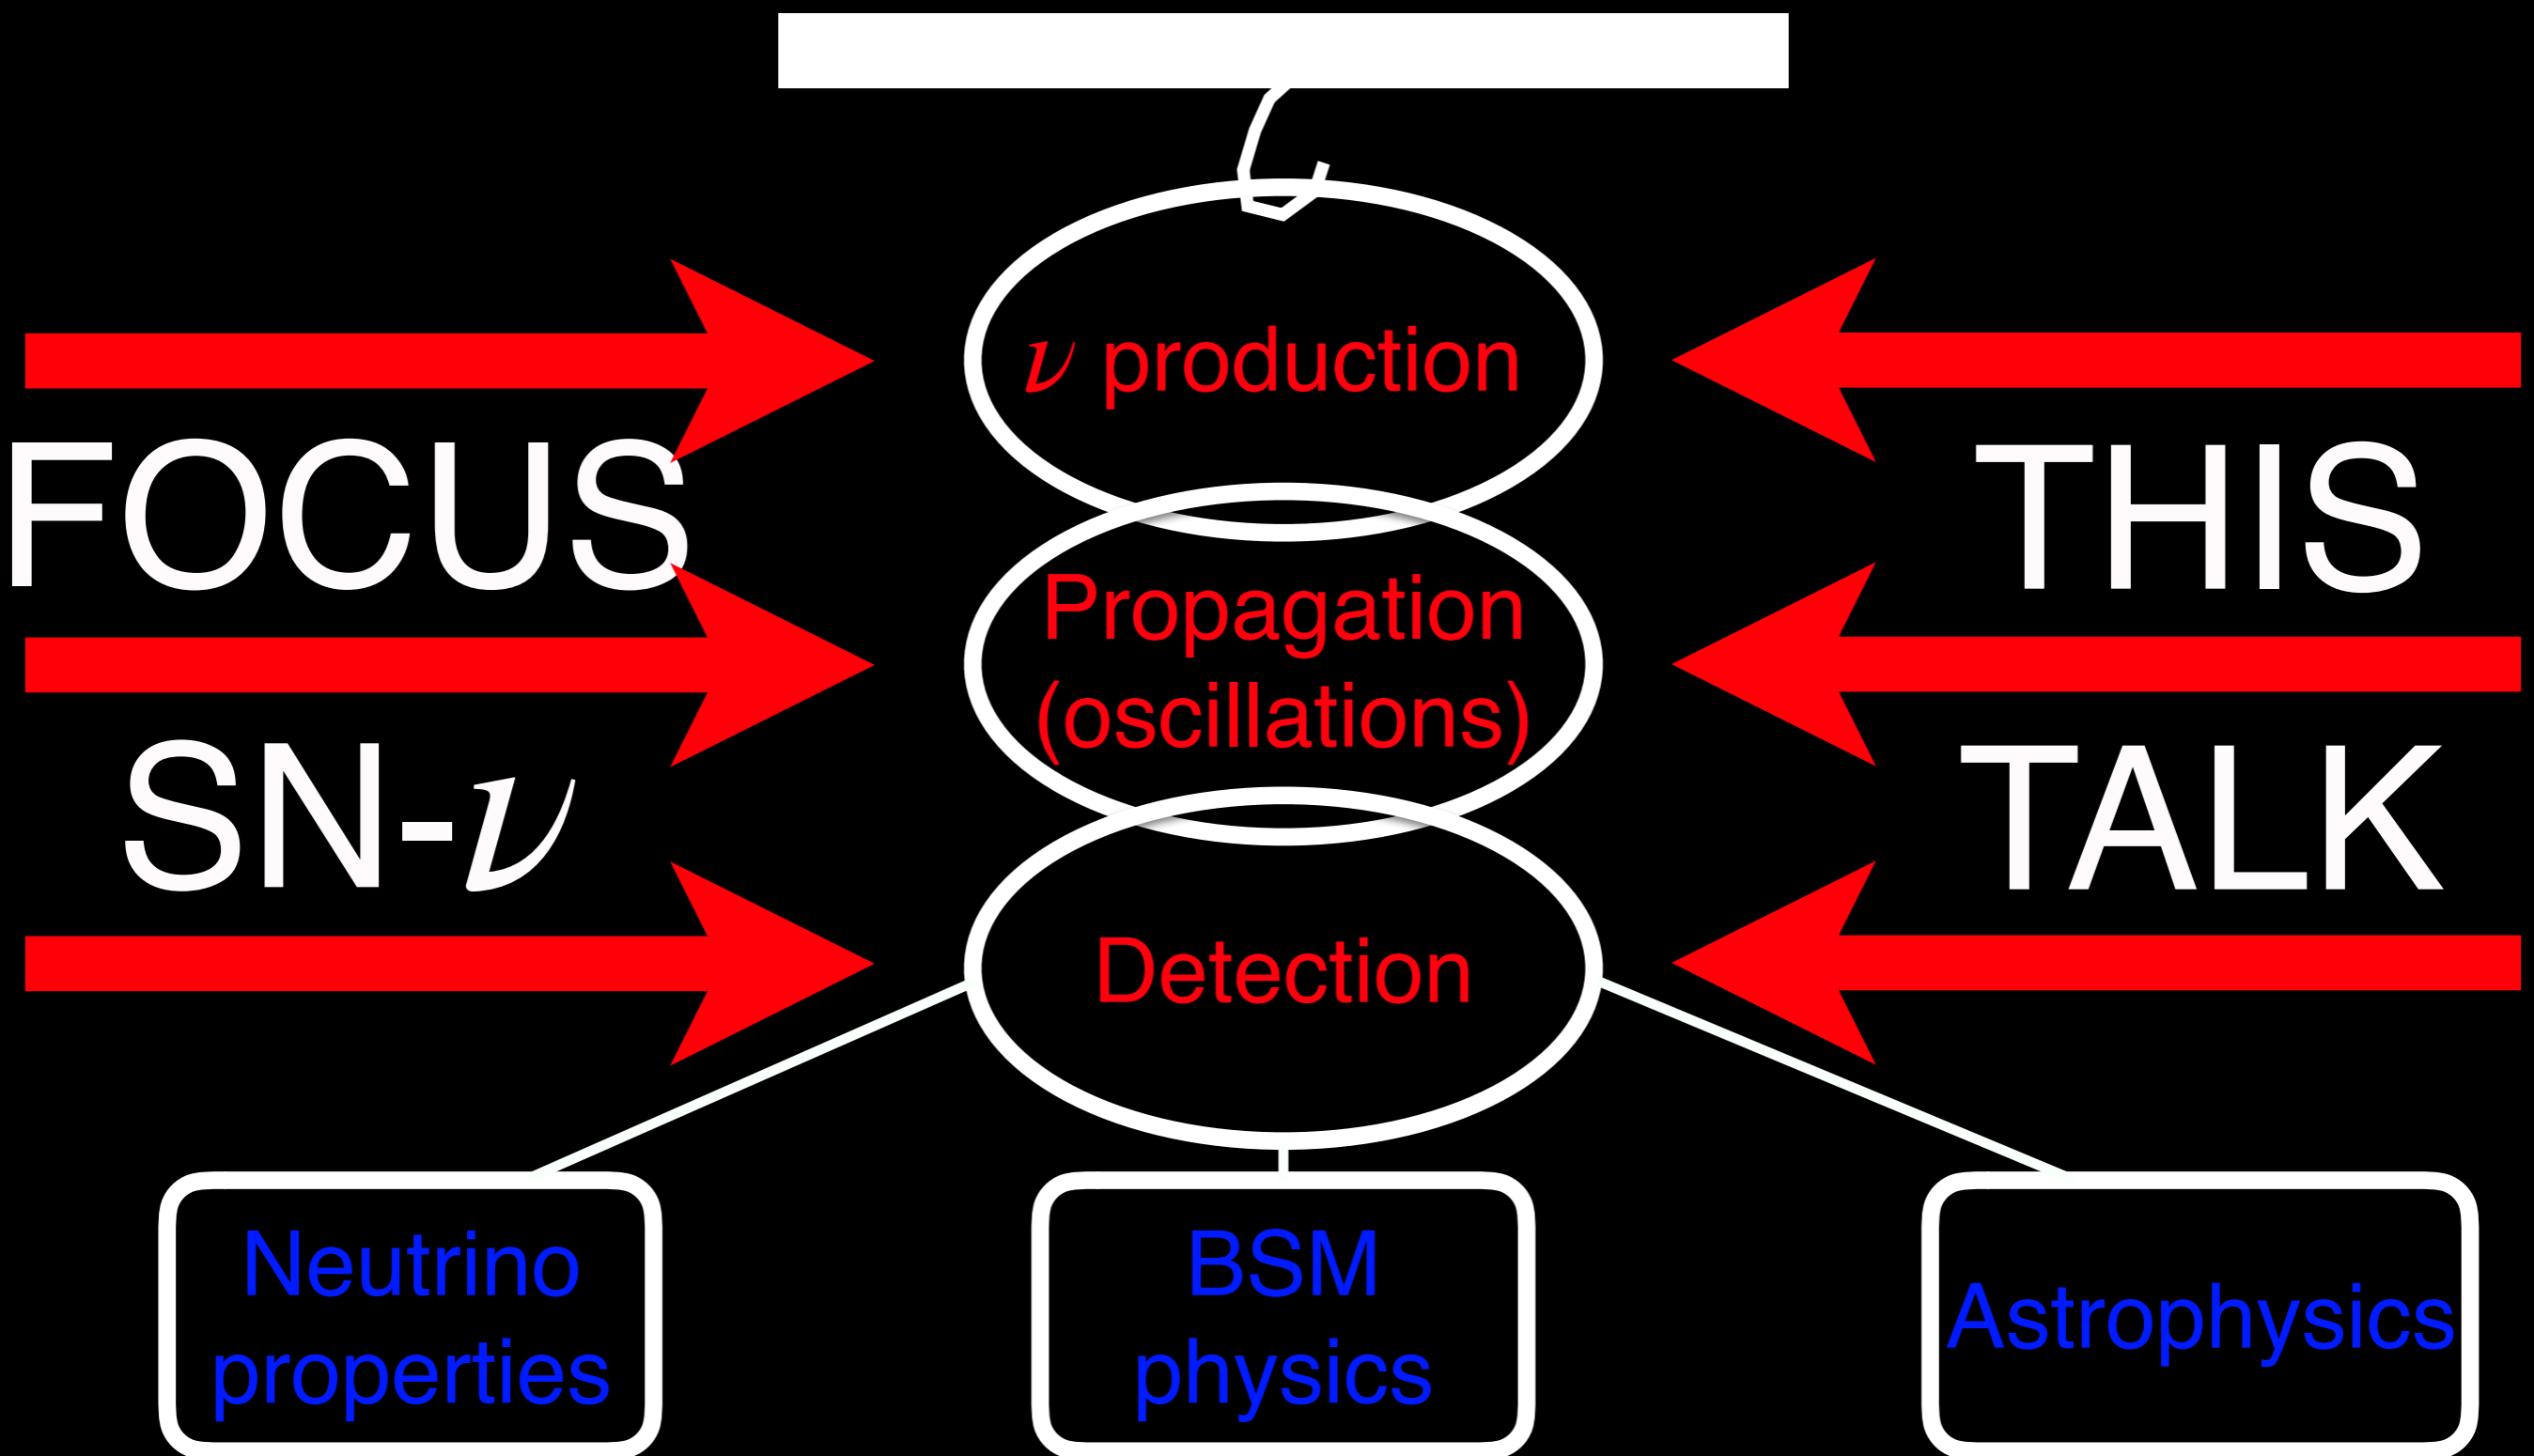 ν production
FOCUS
THIS
Propagation
(oscillations)
SN-ν
TALK
Detection
Neutrino
properties
BSM
physics
Astrophysics